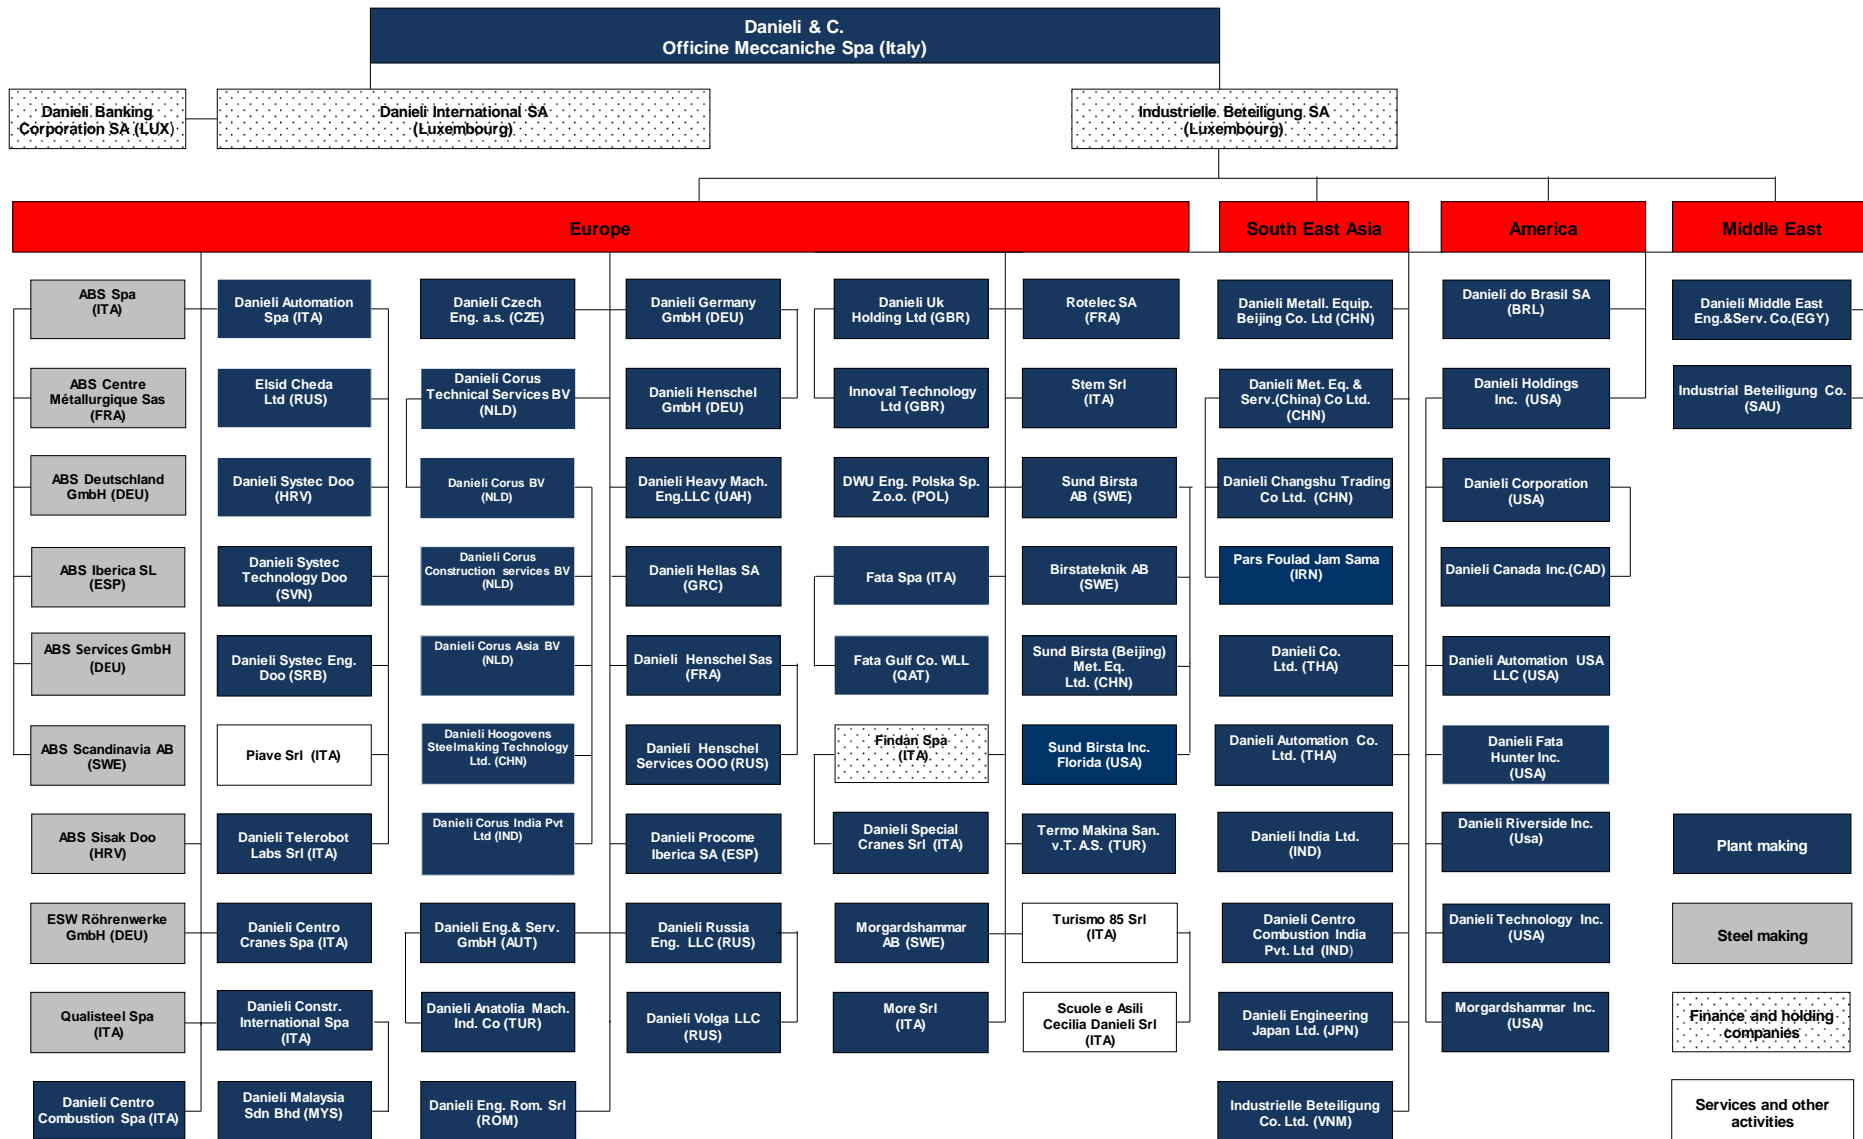 Danieli & C.
Officine Meccaniche Spa (Italy)
Danieli Banking
Corporation SA (LUX)
Danieli International SA
(Luxembourg)
Industrielle Beteiligung SA
(Luxembourg)
Europe
South East Asia
America
Middle East
ABS Spa
(ITA)
ABS Centre
Métallurgique Sas
(FRA)
ABS Deutschland
GmbH (DEU)
ABS Iberica SL
(ESP)
ABS Services GmbH
(DEU)
ABS Scandinavia AB
(SWE)
ABS Sisak Doo
(HRV)
ESW Röhrenwerke
GmbH (DEU)
Qualisteel Spa
(ITA)
Danieli Centro
Combustion Spa (ITA)
Danieli Automation
Spa (ITA)
Elsid Cheda
Ltd (RUS)
Danieli Systec Doo
(HRV)
Danieli Systec
Technology Doo
(SVN)
Danieli Systec Eng.
Doo (SRB)
Piave Srl (ITA)
Danieli Telerobot
Labs Srl (ITA)
Danieli Centro
Cranes Spa (ITA)
Danieli Constr.
International Spa
(ITA)
Danieli Malaysia
Sdn Bhd (MYS)
Danieli Czech
Eng. a.s. (CZE)
Danieli Corus
Technical Services BV
(NLD)
Danieli Corus BV
(NLD)
Danieli Corus
Construction services BV
(NLD)
Danieli Corus Asia BV
(NLD)
Danieli Hoogovens
Steelmaking Technology
Ltd. (CHN)
Danieli Corus India Pvt
Ltd (IND)
Danieli Eng.& Serv.
GmbH (AUT)
Danieli Anatolia Mach.
Ind. Co (TUR)
Danieli Eng. Rom. Srl
(ROM)
Danieli Germany
GmbH (DEU)
Danieli Henschel
GmbH (DEU)
Danieli Heavy Mach.
Eng.LLC (UAH)
Danieli Hellas SA
(GRC)
Danieli Henschel Sas
(FRA)
Danieli Henschel
Services OOO (RUS)
Danieli Procome
Iberica SA (ESP)
Danieli Russia
Eng. LLC (RUS)
Danieli Volga LLC
(RUS)
Danieli Uk
Holding Ltd (GBR)
Innoval Technology
Ltd (GBR)
DWU Eng. Polska Sp.
Z.o.o. (POL)
Fata Spa (ITA)
Fata Gulf Co. WLL
(QAT)
Findan Spa
(ITA)
Danieli Special
Cranes Srl (ITA)
Morgardshammar
AB (SWE)
More Srl
(ITA)
Rotelec SA
(FRA)
Stem Srl
(ITA)
Sund Birsta
AB (SWE)
Birstateknik AB
(SWE)
Sund Birsta (Beijing)
Met. Eq.
Ltd. (CHN)
Sund Birsta Inc.
Florida (USA)
Termo Makina San.
v.T. A.S. (TUR)
Turismo 85 Srl
(ITA)
Scuole e Asili
Cecilia Danieli Srl
(ITA)
Danieli Metall. Equip.
Beijing Co. Ltd (CHN)
Danieli Met. Eq. &
Serv.(China) Co Ltd.
(CHN)
Danieli Changshu Trading
Co Ltd. (CHN)
Pars Foulad Jam Sama
(IRN)
Danieli Co.
Ltd. (THA)
Danieli Automation Co.
Ltd. (THA)
Danieli India Ltd.
(IND)
Danieli Centro
Combustion India
Pvt. Ltd (IND)
Danieli Engineering
Japan Ltd. (JPN)
Industrielle Beteiligung
Co. Ltd. (VNM)
Danieli do Brasil SA
(BRL)
Danieli Holdings
Inc. (USA)
Danieli Corporation
(USA)
Danieli Canada Inc.(CAD)
Danieli Automation USA
LLC (USA)
Danieli Fata
Hunter Inc.
(USA)
Danieli Riverside Inc.
(Usa)
Danieli Technology Inc.
(USA)
Morgardshammar Inc.
(USA)
Danieli Middle East
Eng.&Serv. Co.(EGY)
Industrial Beteiligung Co.
(SAU)
Plant making
Steel making
Finance and holding
companies
Services and other
activities